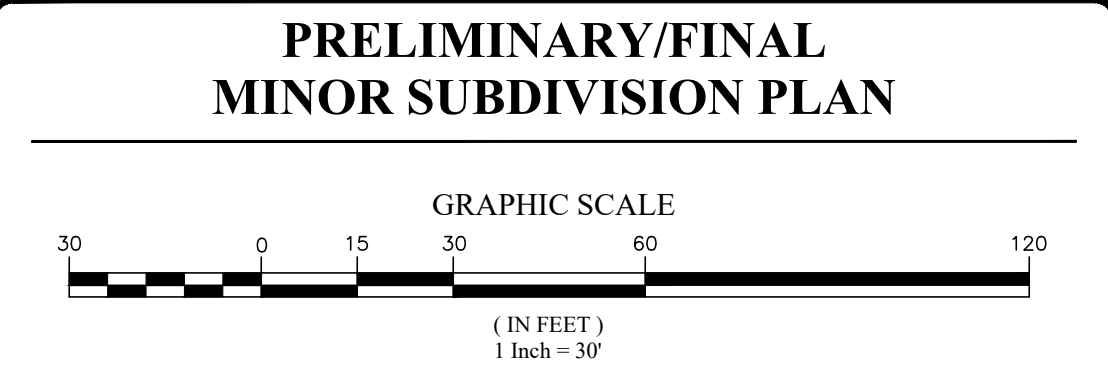 PRELIMINARY/FINAL
MINOR SUBDIVISION PLAN
GRAPHIC SCALE
30 0 15 30 60 120
( IN FEET )
1 Inch = 30'